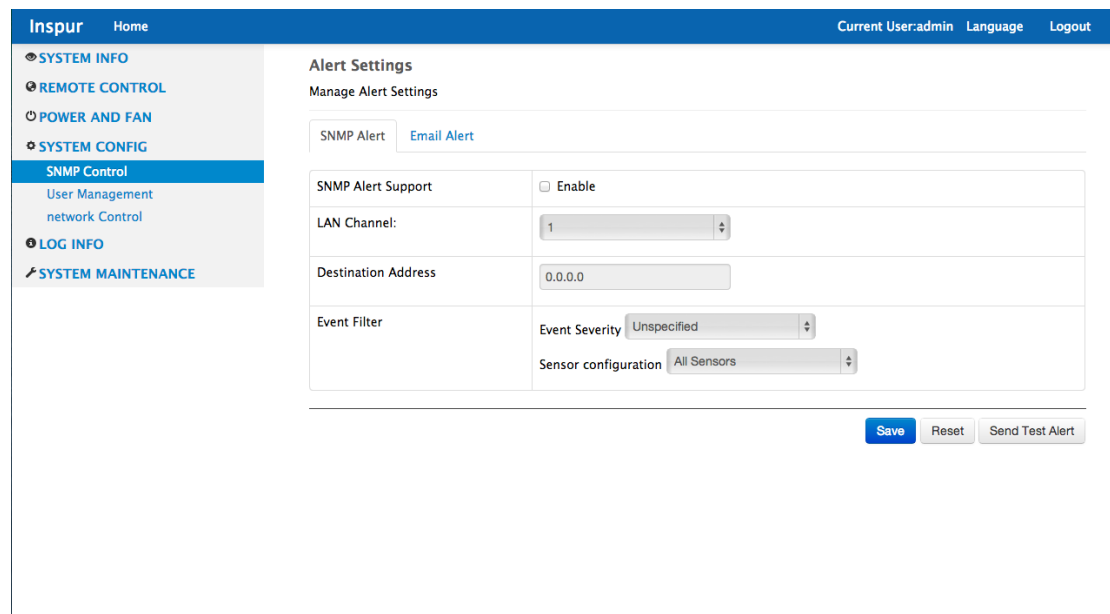 Inspur Home Current User:admin Language Logout
SYSTEM INFO
REMOTE CONTROL
POWER AND FAN
SYSTEM CONFIG
SNMP Control
User Management
network Control
LOG INFO
SYSTEM MAINTENANCE
Alert Settings
Manage Alert Settings
SNMP Alert Email Alert
SNMP Alert Support Enable
LAN Channel: 1
Destination Address 0.0.0.0
Event Filter Event Severity Unspecified
Sensor configuration All Sensors
Save Reset Send Test Alert